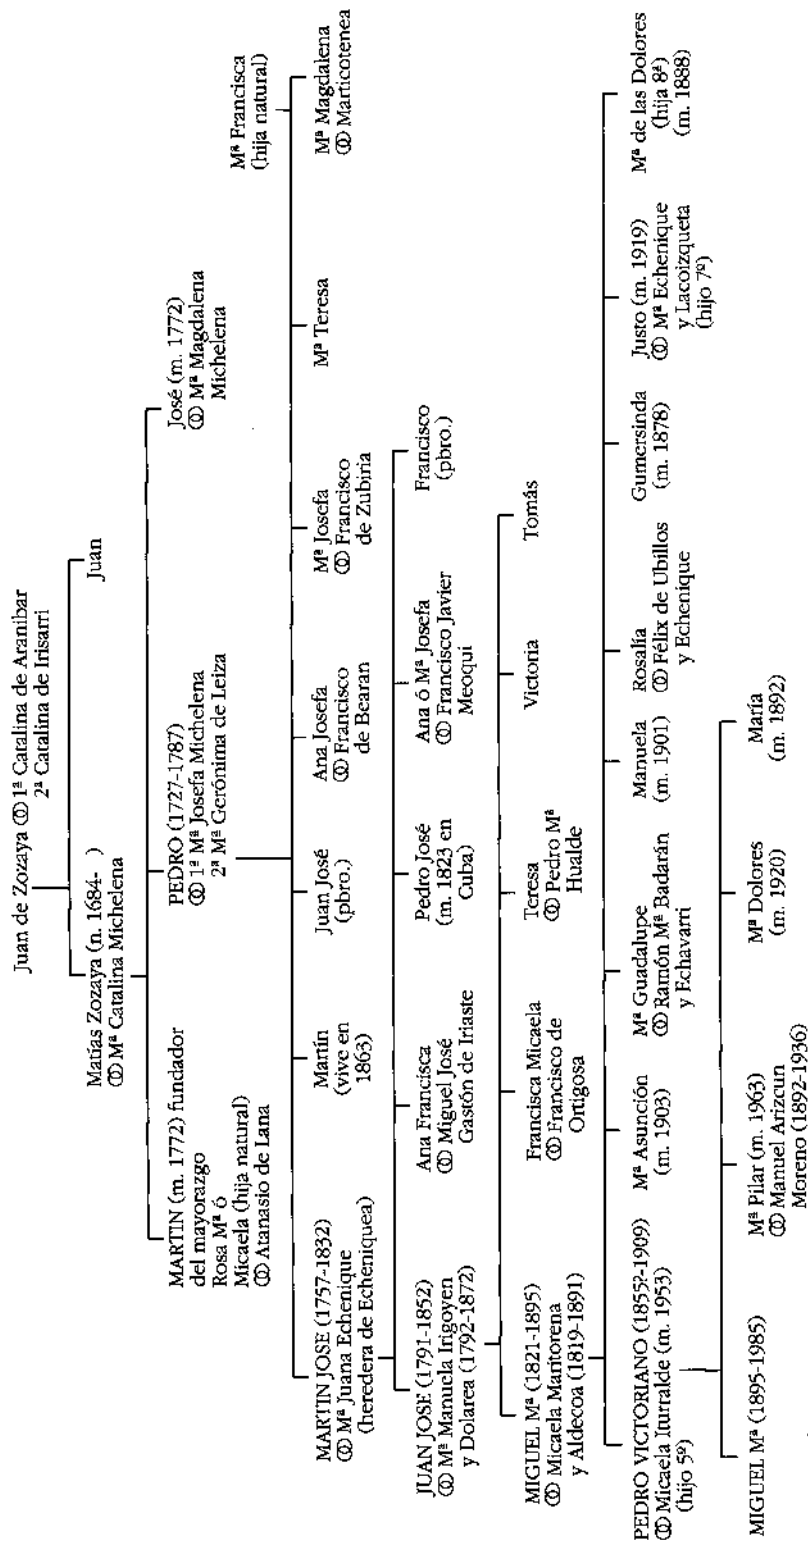 Juan de Zozaya ⚭ 1ª Catalina de Aranibar
2ª Catalina de Irisarri
Matías Zozaya (n. 1684- )
⚭ Mª Catalina Michelena
Juan
MARTIN (m. 1772) fundador
del mayorazgo
Rosa Mª ó
Micaela (hija natural)
⚭ Atanasio de Lana
PEDRO (1727-1787)
⚭ 1ª Mª Josefa Michelena
2ª Mª Gerónima de Leiza
José (m. 1772)
⚭ Mª Magdalena
Michelena
Mª Francisca
(hija natural)
MARTIN JOSE (1757-1832)
⚭ Mª Juana Echenique
(heredera de Echeniquea)
Martín
(vive en
1863)
Juan José
(pbro.)
Ana Josefa
⚭ Francisco
de Bearan
Mª Josefa
⚭ Francisco
de Zubiria
Mª Teresa
Mª Magdalena
⚭ Marticotenea
JUAN JOSE (1791-1852)
⚭ Mª Manuela Irigoyen
y Dolarea (1792-1872)
Ana Francisca
⚭ Miguel José
Gastón de Iriaste
Pedro José
(m. 1823 en
Cuba)
Ana ó Mª Josefa
⚭ Francisco Javier
Meoqui
Francisco
(pbro.)
MIGUEL Mª (1821-1895)
⚭ Micaela Maritorena
y Aldecoa (1819-1891)
Francisca Micaela
⚭ Francisco de
Ortigosa
Teresa
⚭ Pedro Mª
Hualde
Victoria
Tomás
PEDRO VICTORIANO (1855?-1909)
⚭ Micaela Iturralde (m. 1953)
(hijo 5º)
Mª Asunción
(m. 1903)
Mª Guadalupe
⚭ Ramón Mª Badarán
y Echavarri
Manuela
(m. 1901)
Rosalía
⚭ Félix de Ubillos
y Echenique
Gumersinda
(m. 1878)
Justo (m. 1919)
⚭ Mª Echenique
y Lacoizqueta
(hijo 7º)
Mª de las Dolores
(hija 8ª)
(m. 1888)
MIGUEL Mª (1895-1985)
Mª Pilar (m. 1963)
⚭ Manuel Arizcun
Moreno (1892-1936)
Mª Dolores
(m. 1920)
María
(m. 1892)